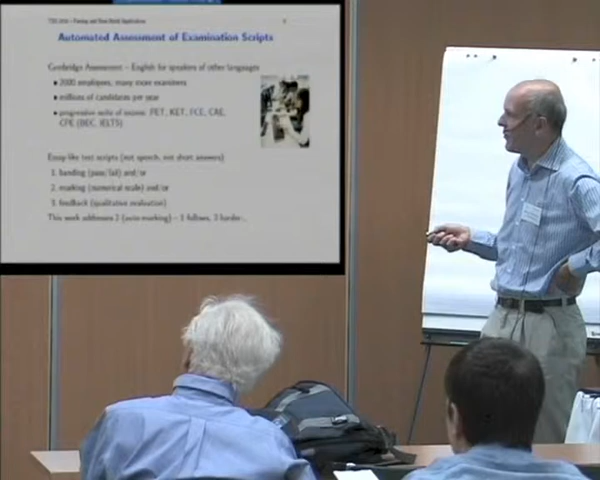 Automated Assessment of Examination Scripts
Cambridge Assessment – English for speakers of other languages
2000 employees, many more examiners
millions of candidates per year
progressive suite of exams: PET, KET, FCE, CAE,
CPE (BEC, IELTS)
Essay-like test scripts (not speech, not short answers)
1. banding (pass/fail) and/or
2. marking (numerical scale) and/or
3. feedback (qualitative evaluation)
This work addresses 2 (auto-marking) – 1 follows, 3 harder...